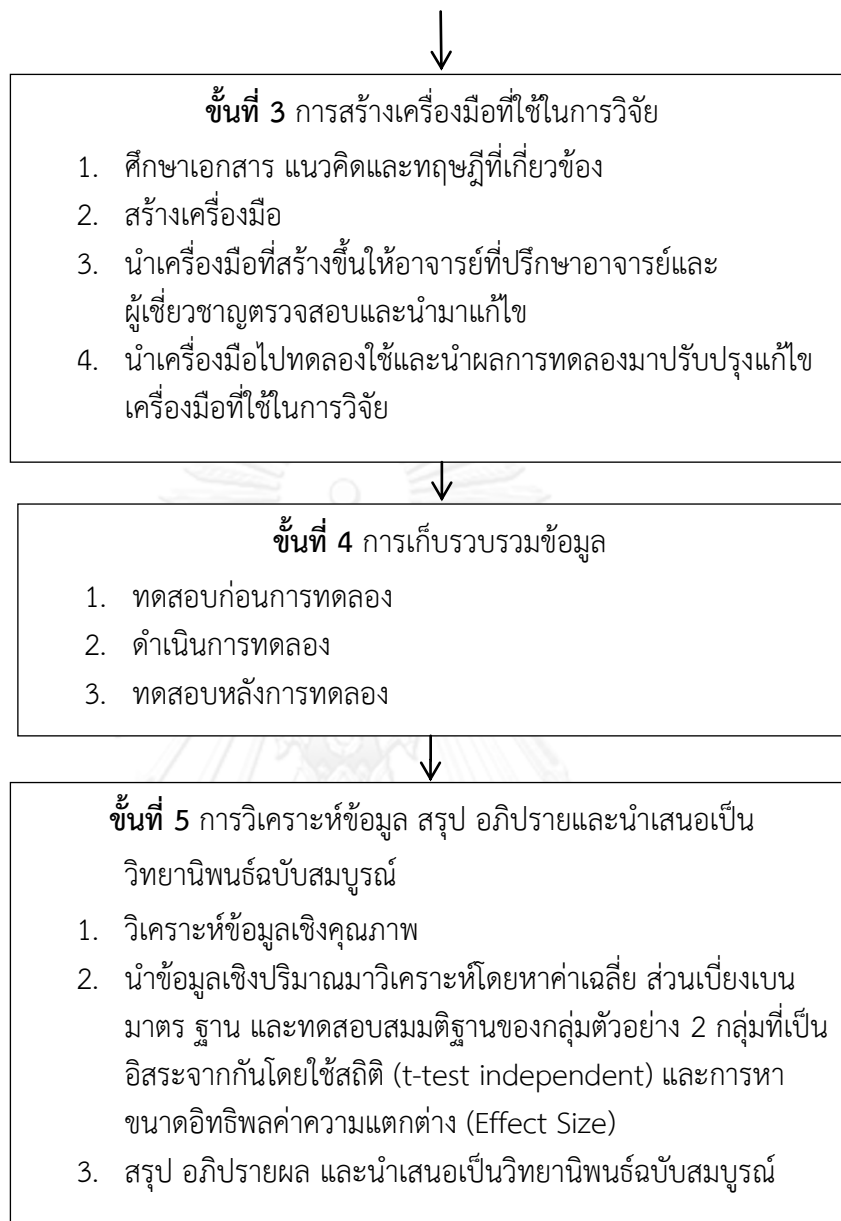 ขั้นที่ 3 การสร้างเครื่องมือที่ใช้ในการวิจัย
1. ศึกษาเอกสาร แนวคิดและทฤษฎีที่เกี่ยวข้อง
2. สร้างเครื่องมือ
3. นำเครื่องมือที่สร้างขึ้นให้อาจารย์ที่ปรึกษาอาจารย์และ
ผู้เชี่ยวชาญตรวจสอบและนำมาแก้ไข
4. นำเครื่องมือไปทดลองใช้และนำผลการทดลองมาปรับปรุงแก้ไข
เครื่องมือที่ใช้ในการวิจัย
ขั้นที่ 4 การเก็บรวบรวมข้อมูล
1. ทดสอบก่อนการทดลอง
2. ดำเนินการทดลอง
3. ทดสอบหลังการทดลอง
ขั้นที่ 5 การวิเคราะห์ข้อมูล สรุป อภิปรายและนำเสนอเป็น
วิทยานิพนธ์ฉบับสมบูรณ์
1. วิเคราะห์ข้อมูลเชิงคุณภาพ
2. นำข้อมูลเชิงปริมาณมาวิเคราะห์โดยหาค่าเฉลี่ย ส่วนเบี่ยงเบน
มาตร ฐาน และทดสอบสมมติฐานของกลุ่มตัวอย่าง 2 กลุ่มที่เป็น
อิสระจากกันโดยใช้สถิติ (t-test independent) และการหา
ขนาดอิทธิพลค่าความแตกต่าง (Effect Size)
3. สรุป อภิปรายผล และนำเสนอเป็นวิทยานิพนธ์ฉบับสมบูรณ์